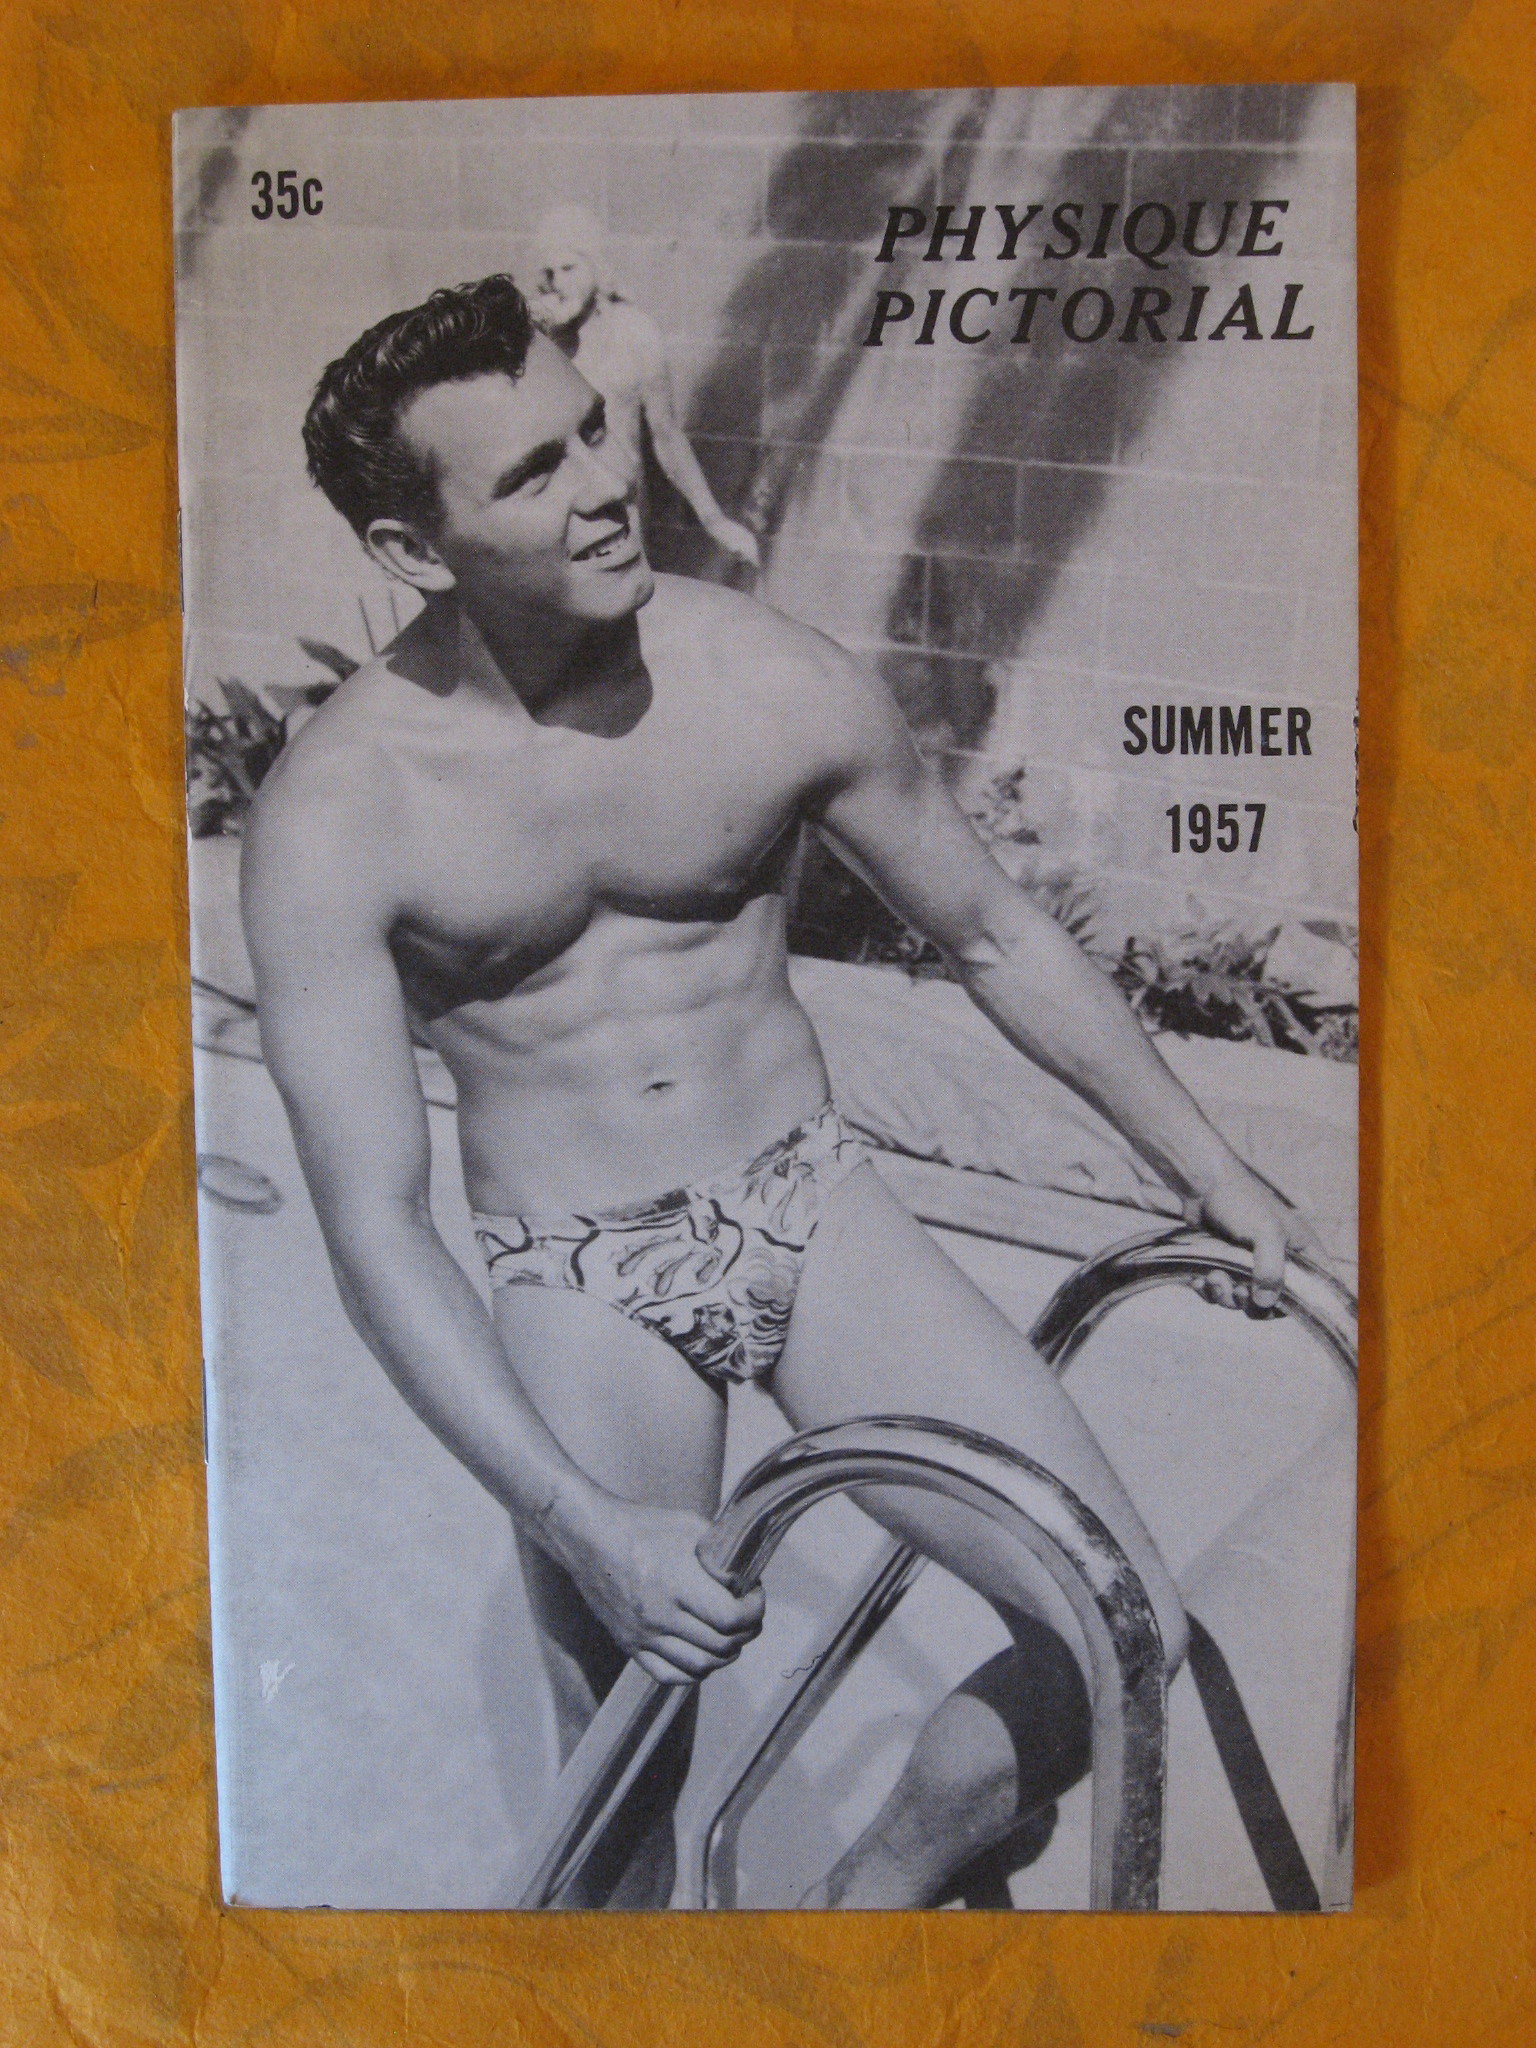 35c
PHYSIQUE
PICTORIAL
SUMMER
1957